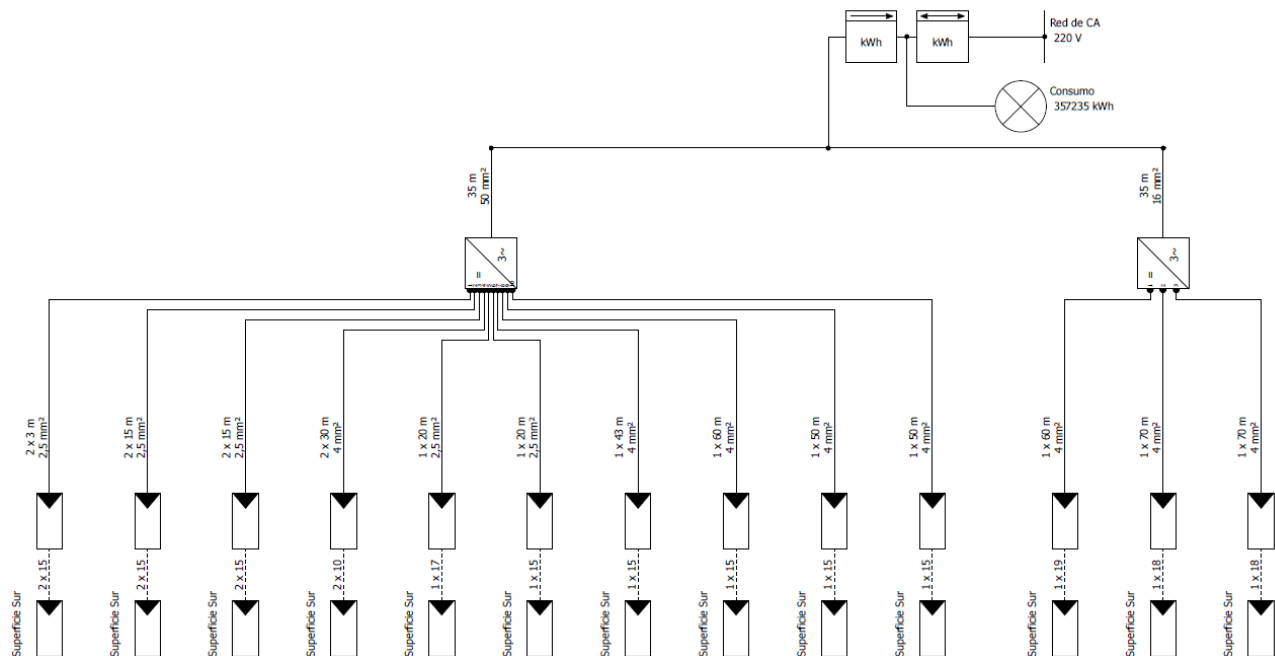 kWh
kWh
Red de CA
220 V
Consumo
357235 kWh
35 m
50 mm²
35 m
16 mm²
3~
=
3~
=
1
2
3
2 x 3 m
2,5 mm²
2 x 15 m
2,5 mm²
2 x 15 m
2,5 mm²
2 x 30 m
4 mm²
1 x 20 m
2,5 mm²
1 x 20 m
2,5 mm²
1 x 43 m
4 mm²
1 x 60 m
4 mm²
1 x 50 m
4 mm²
1 x 50 m
4 mm²
1 x 60 m
4 mm²
1 x 70 m
4 mm²
1 x 70 m
4 mm²
2 x 15
2 x 15
2 x 15
2 x 10
1 x 17
1 x 15
1 x 15
1 x 15
1 x 15
1 x 15
1 x 19
1 x 18
1 x 18
Superficie Sur
Superficie Sur
Superficie Sur
Superficie Sur
Superficie Sur
Superficie Sur
Superficie Sur
Superficie Sur
Superficie Sur
Superficie Sur
Superficie Sur
Superficie Sur
Superficie Sur